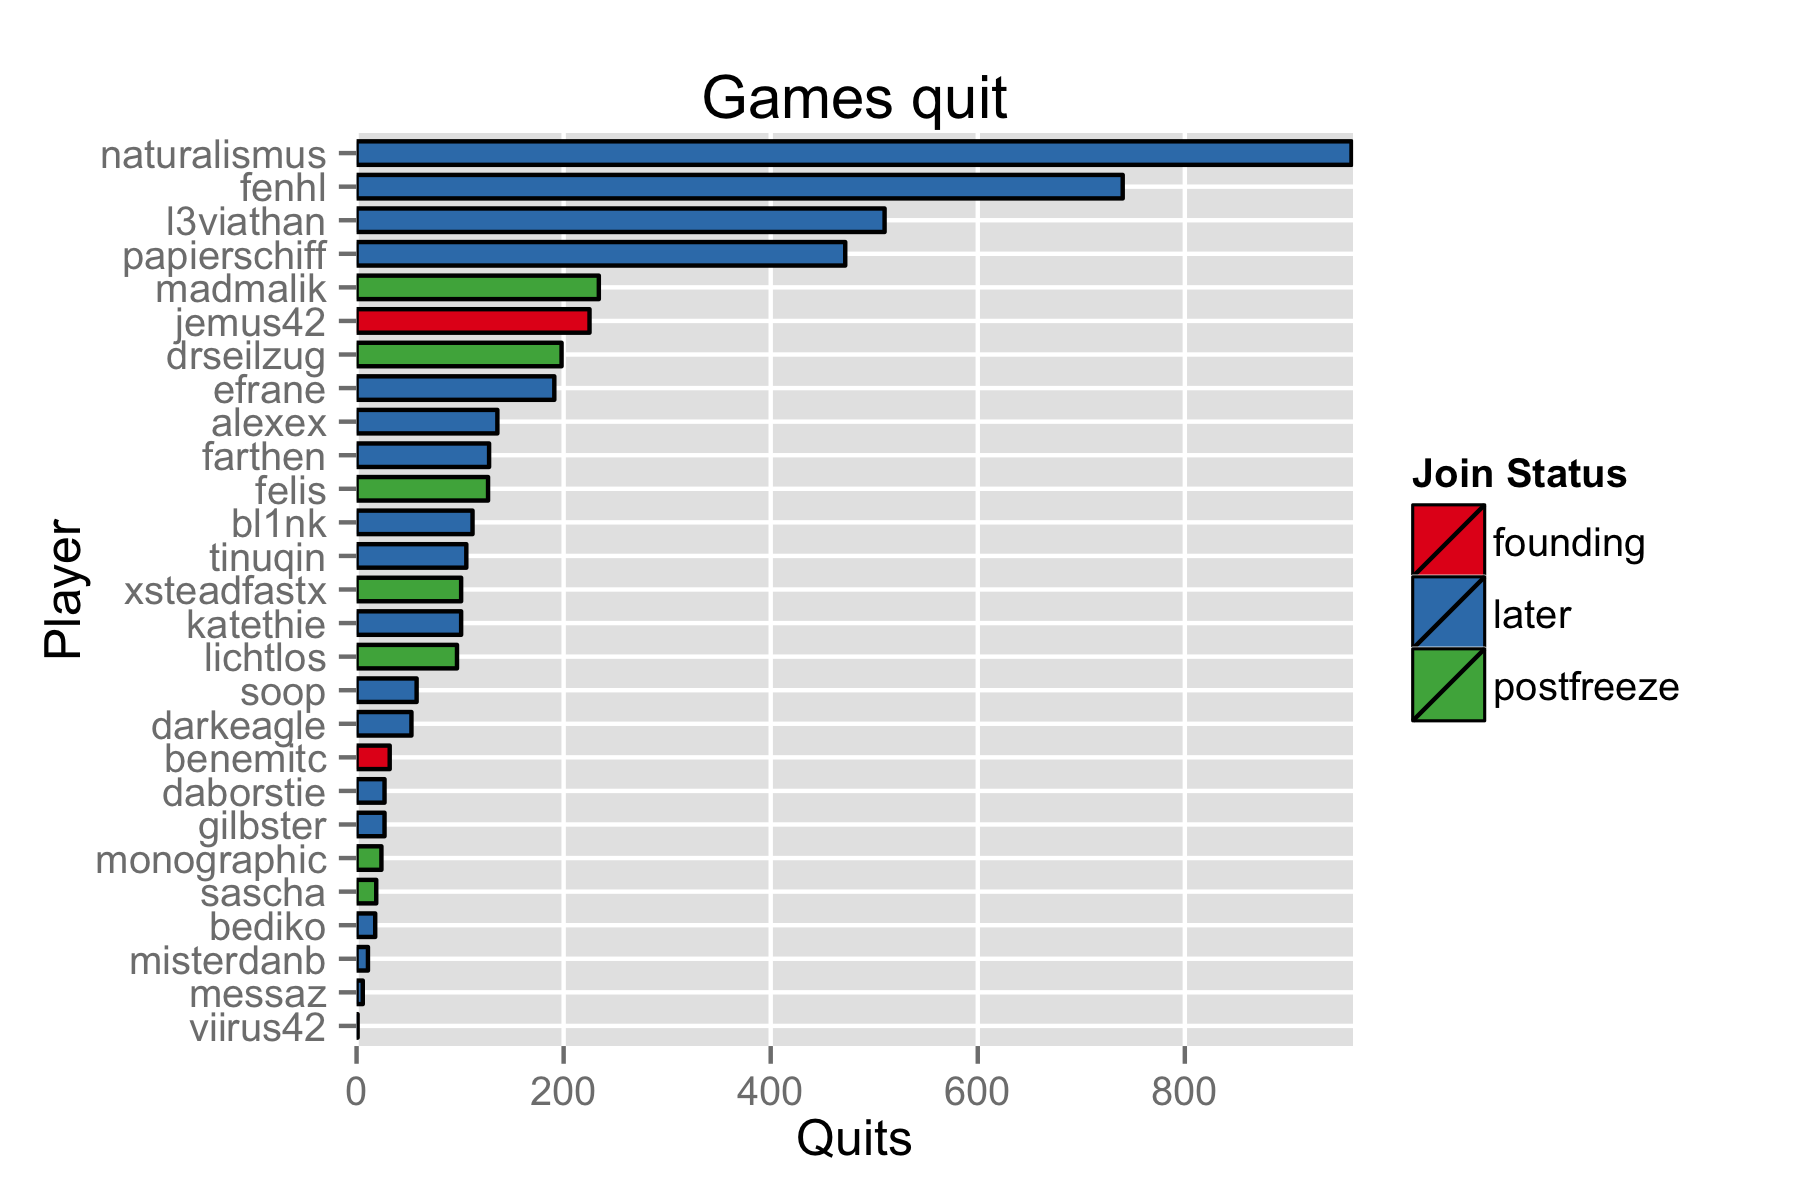 Games quit
Player
naturalismus
fenhl
l3viathan
papierschiff
madmalik
jemus42
drseilzug
efrane
alexex
farthen
felis
bl1nk
tinuqin
xsteadfastx
katethie
lichtlos
soop
darkeagle
benemitc
daborstie
gilbster
monographic
sascha
bediko
misterdanb
messaz
viirus42
0 200 400 600 800
Quits
Join Status
founding
later
postfreeze